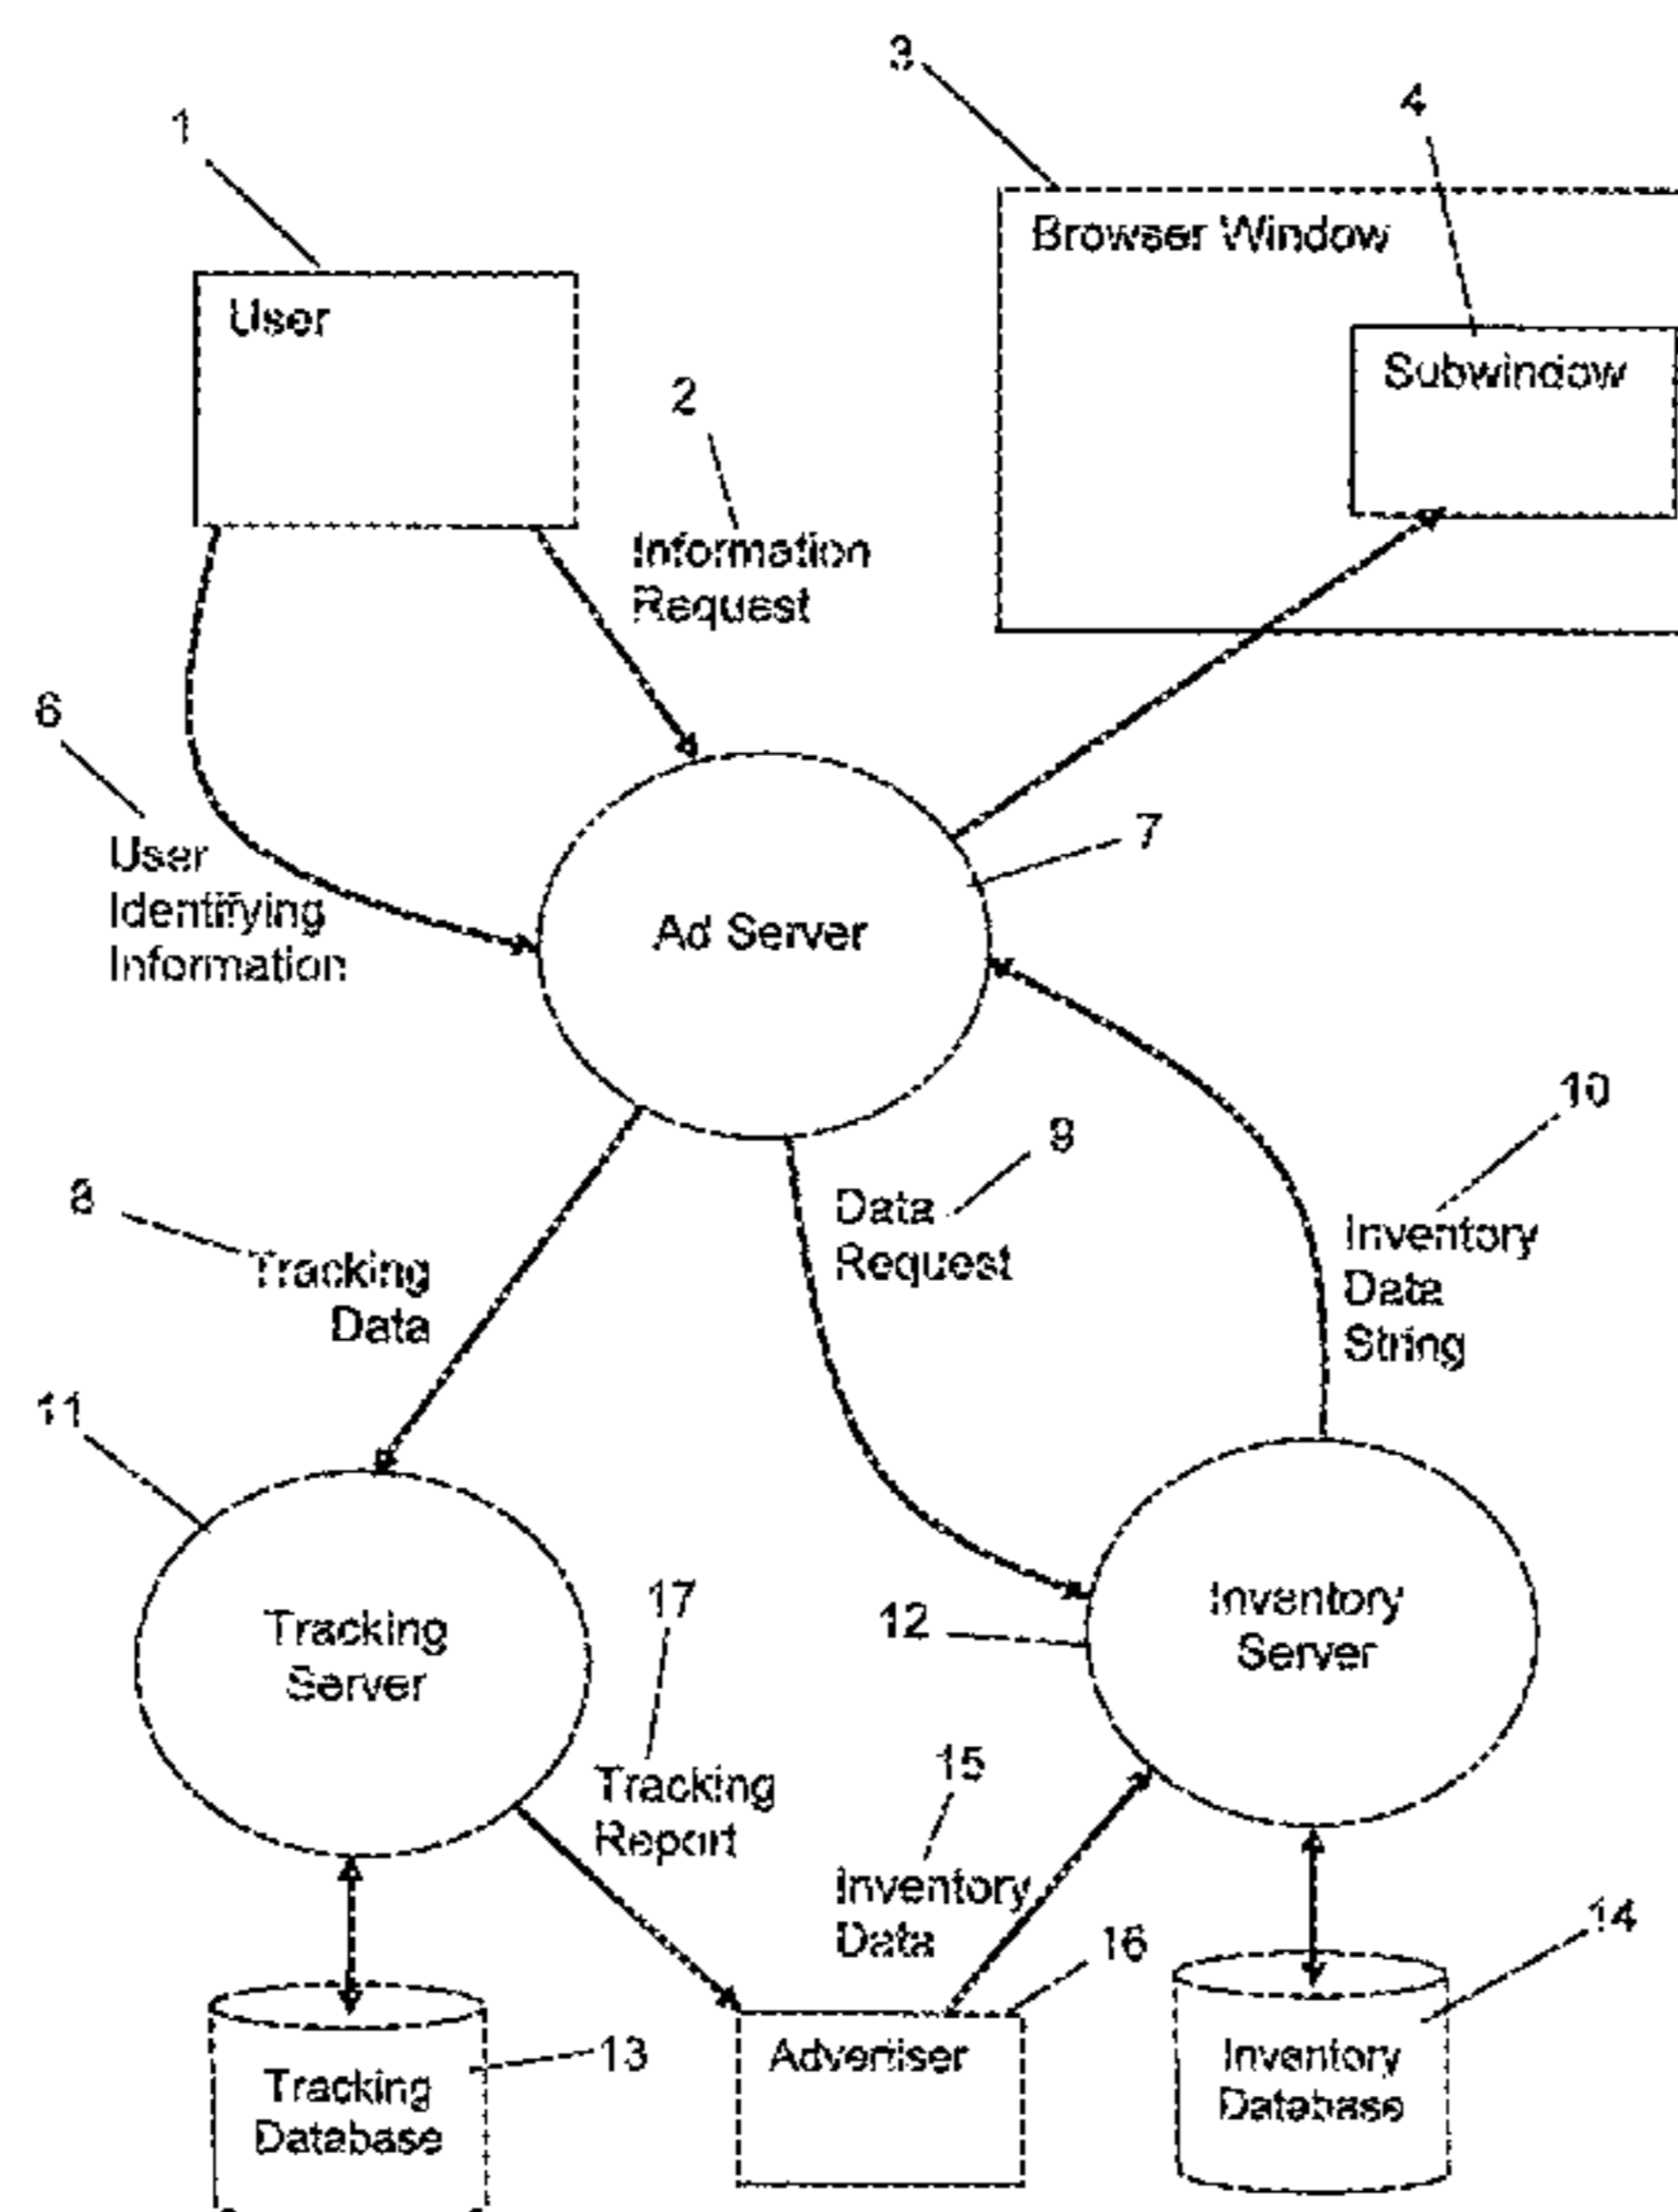 3
4
1
Browser Window
User
Subwindow
2
Information
Request
6
7
User
Identifying
Information
Ad Server
10
9
8
Data
Request
Inventory
Data
String
Tracking
Data
11
17
12
Inventory
Server
Tracking
Server
15
Tracking
Report
Inventory
Data
14
16
13
Advertiser
Inventory
Database
Tracking
Database